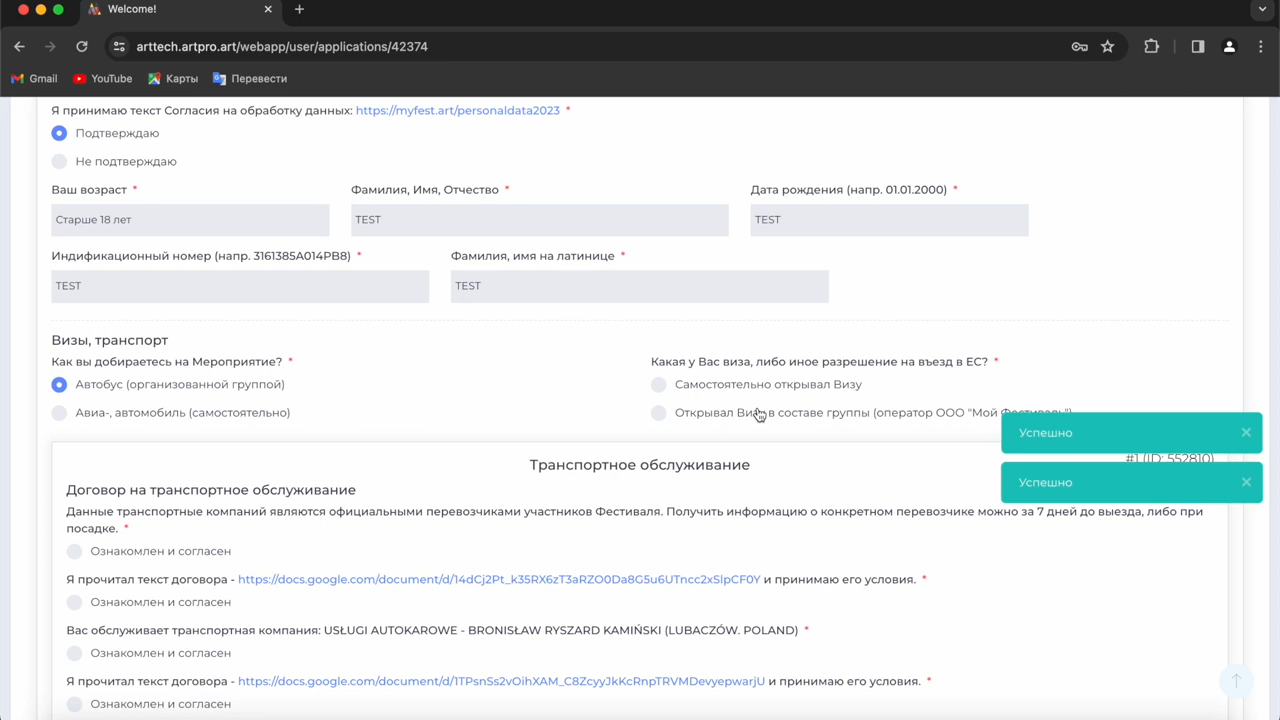 Welcome!
arttech.artpro.art/webapp/user/applications/42374
Gmail YouTube Карты Перевести
Я принимаю текст Согласия на обработку данных: https://myfest.art/personaldata2023 *
Подтверждаю
Не подтверждаю
Ваш возраст * Фамилия, Имя, Отчество * Дата рождения (напр. 01.01.2000) *
Старше 18 лет TEST TEST
Индификационный номер (напр. 3161385A014PB8) * Фамилия, имя на латинице *
TEST TEST
Визы, транспорт
Как вы добираетесь на Мероприятие? * Какая у Вас виза, либо иное разрешение на въезд в ЕС? *
Автобус (организованной группой) Самостоятельно открывал Визу
Авиа-, автомобиль (самостоятельно) Открывал Визу в составе группы (оператор ООО "Мой Фестиваль")
Успешно
Транспортное обслуживание #1 (ID: 552810)
Успешно
Договор на транспортное обслуживание
Данные транспортные компаний являются официальными перевозчиками участников Фестиваля. Получить информацию о конкретном перевозчике можно за 7 дней до выезда, либо при
посадке. *
Ознакомлен и согласен
Я прочитал текст договора - https://docs.google.com/document/d/14dCj2Pt_k35RX6zT3aRZO0Da8G5u6UTncc2xSlpCF0Y и принимаю его условия. *
Ознакомлен и согласен
Вас обслуживает транспортная компания: USŁUGI AUTOKAROWE - BRONISŁAW RYSZARD KAMIŃSKI (LUBACZÓW. POLAND) *
Ознакомлен и согласен
Я прочитал текст договора - https://docs.google.com/document/d/1TPsnSs2vOihXAM_C8ZcyyJkKcRnpTRVMDevyepwarjU и принимаю его условия. *
Ознакомлен и согласен